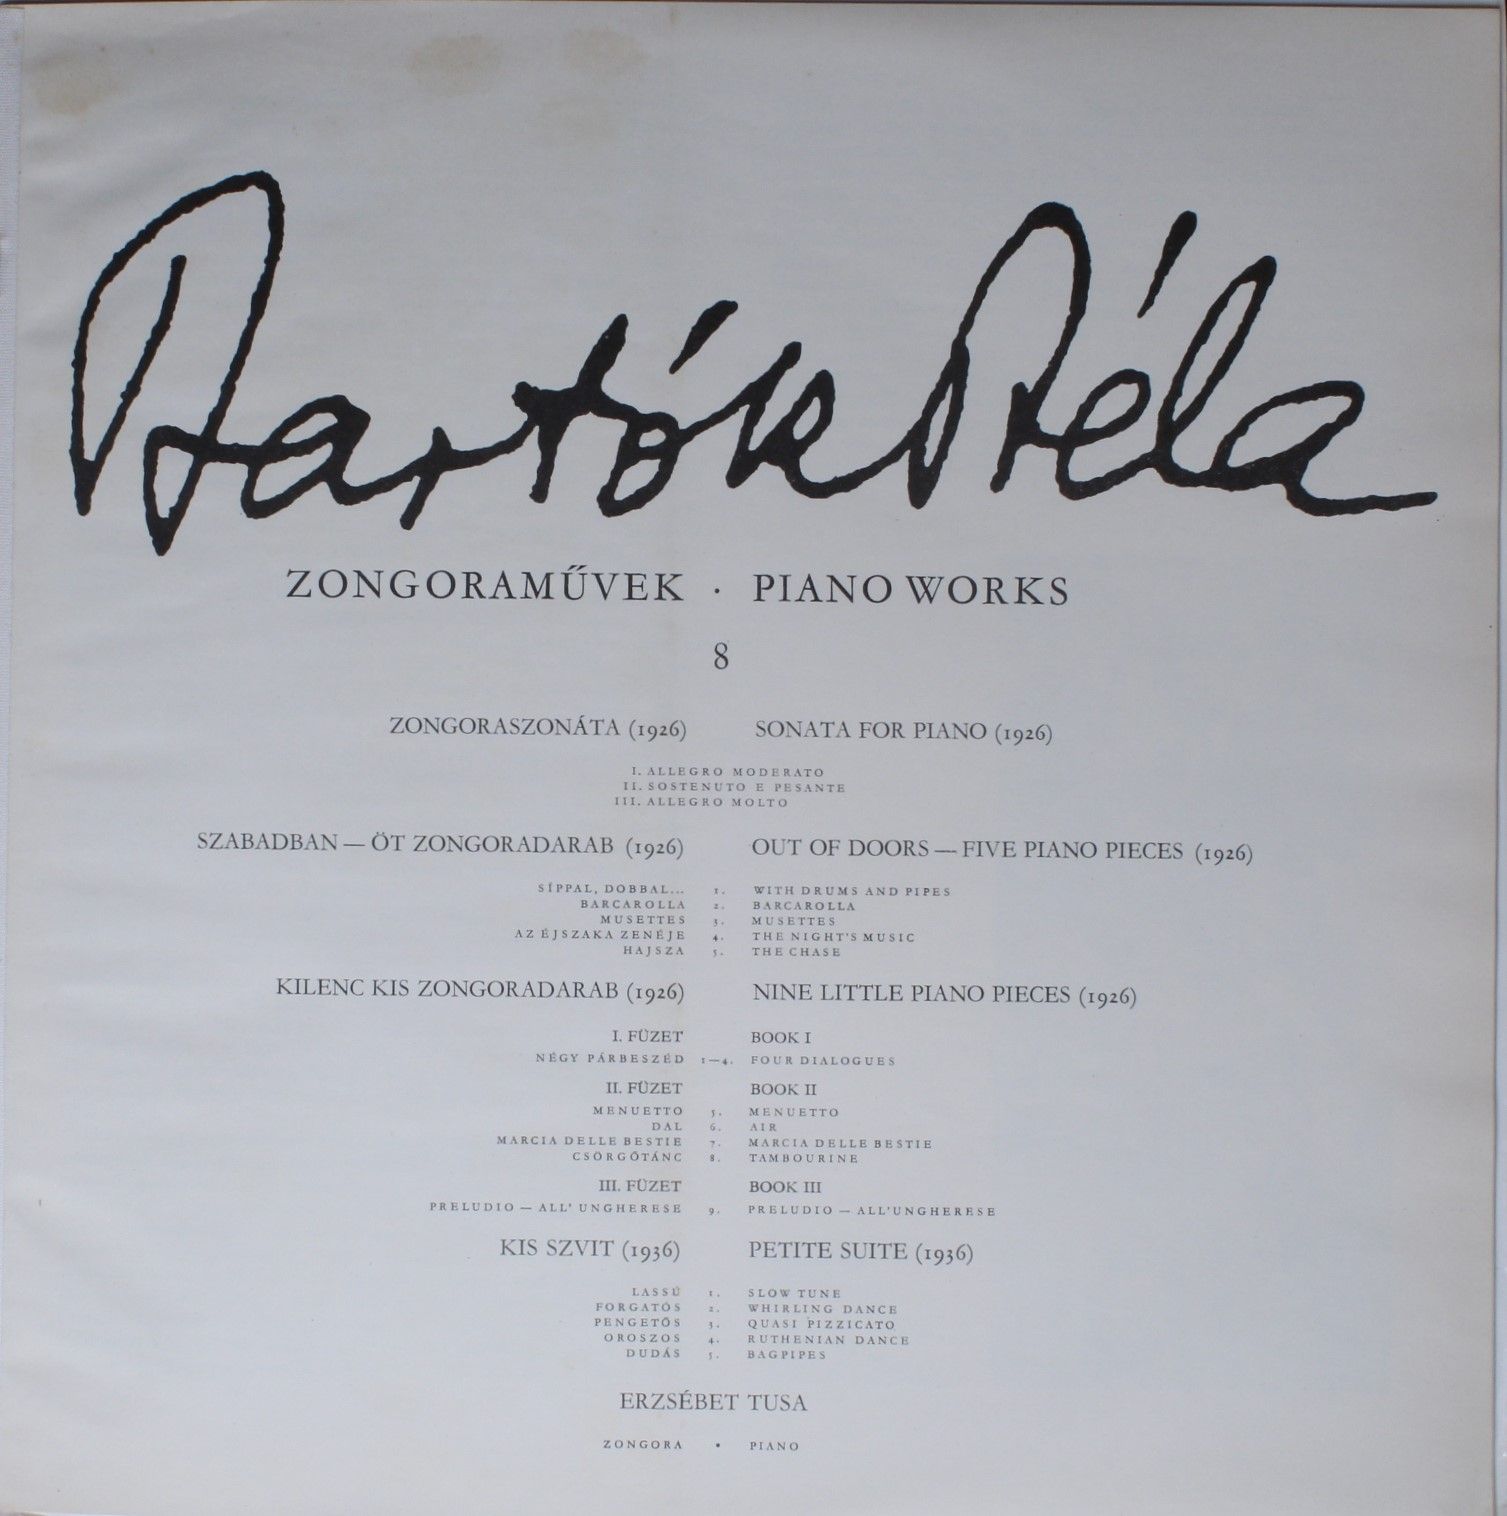 Bartók Béla
ZONGORAMŰVEK · PIANO WORKS
8
ZONGORASZONÁTA (1926) SONATA FOR PIANO (1926)
I. ALLEGRO MODERATO
II. SOSTENUTO E PESANTE
III. ALLEGRO MOLTO
SZABADBAN — ÖT ZONGORADARAB (1926) OUT OF DOORS — FIVE PIANO PIECES (1926)
SÍPPAL, DOBBAL... 1. WITH DRUMS AND PIPES
BARCAROLLA 2. BARCAROLLA
MUSETTES 3. MUSETTES
AZ ÉJSZAKA ZENÉJE 4. THE NIGHT'S MUSIC
HAJSZA 5. THE CHASE
KILENC KIS ZONGORADARAB (1926) NINE LITTLE PIANO PIECES (1926)
I. FÜZET BOOK I
NÉGY PÁRBESZÉD 1—4. FOUR DIALOGUES
II. FÜZET BOOK II
MENUETTO 5. MENUETTO
DAL 6. AIR
MARCIA DELLE BESTIE 7. MARCIA DELLE BESTIE
CSÖRGŐTÁNC 8. TAMBOURINE
III. FÜZET BOOK III
PRELUDIO — ALL' UNGHERESE 9. PRELUDIO — ALL'UNGHERESE
KIS SZVIT (1936) PETITE SUITE (1936)
LASSÚ 1. SLOW TUNE
FORGATÓS 2. WHIRLING DANCE
PENGETŐS 3. QUASI PIZZICATO
OROSZOS 4. RUTHENIAN DANCE
DUDÁS 5. BAGPIPES
ERZSÉBET TUSA
ZONGORA • PIANO